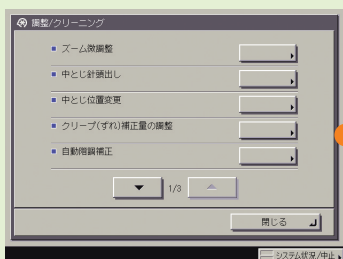 調整/クリーニング
ズーム微調整
中とじ針頭出し
中とじ位置変更
クリープ(ずれ)補正量の調整
自動階調補正
1/3
閉じる
システム状況/中止